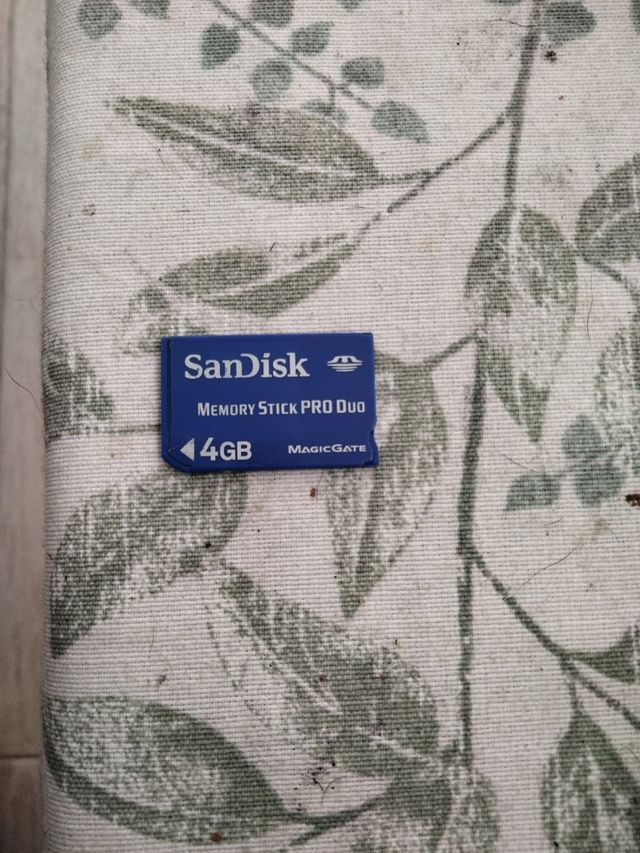 SanDisk
MEMORY STICK PRO DUO
4GB MAGICGATE